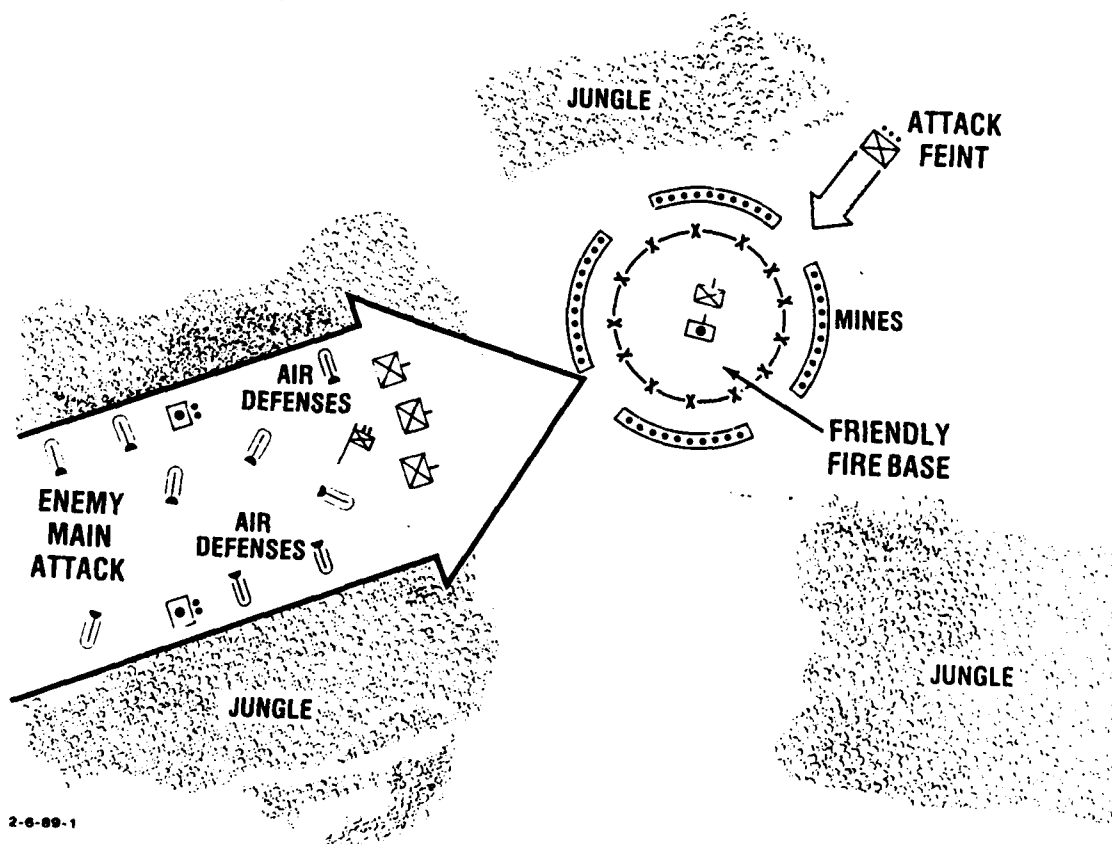 JUNGLE
ATTACK
FEINT
MINES
AIR
DEFENSES
FRIENDLY
FIRE BASE
ENEMY
MAIN
ATTACK
AIR
DEFENSES
JUNGLE
JUNGLE
2-6-89-1